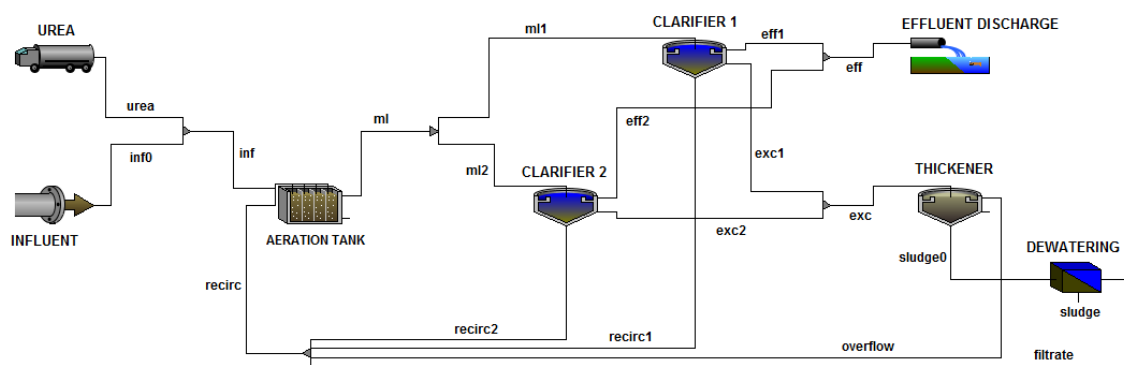 CLARIFIER 1
EFFLUENT DISCHARGE
UREA
ml1
eff1
eff
urea
ml
eff2
inf0
inf
ml2
exc1
CLARIFIER 2
THICKENER
INFLUENT
AERATION TANK
exc2
exc
DEWATERING
sludge0
recirc
sludge
recirc2
recirc1
overflow
filtrate